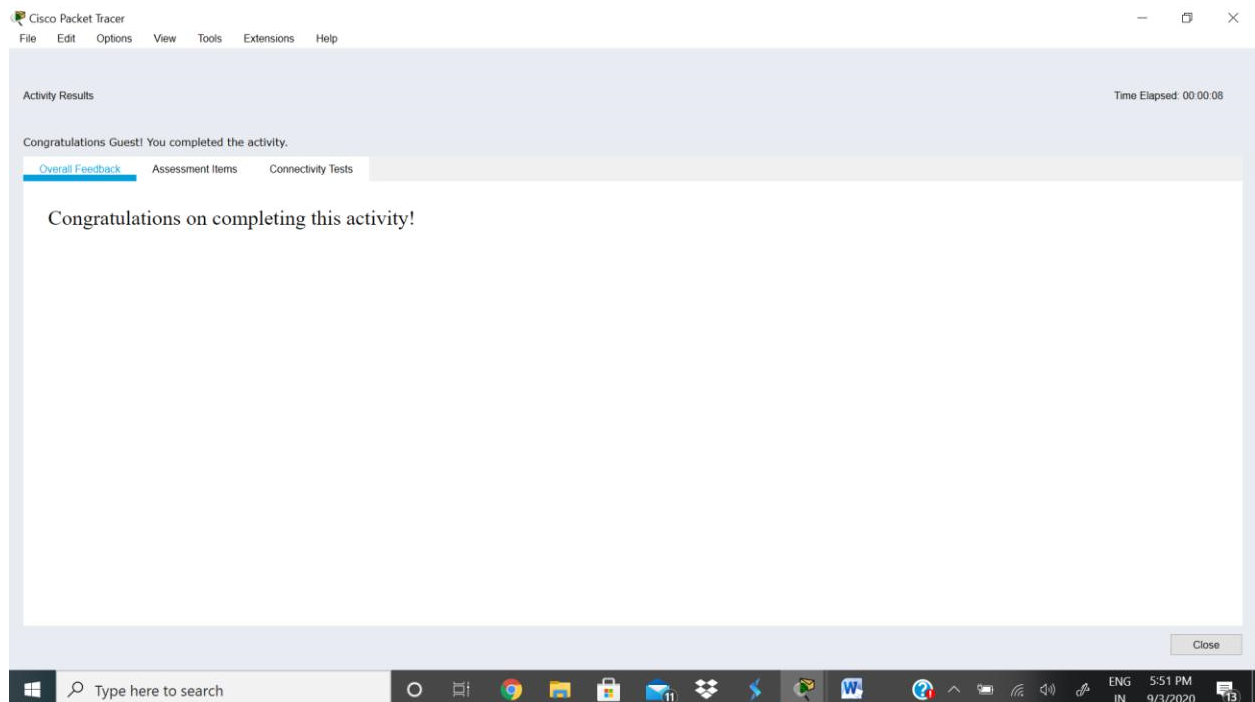 Cisco Packet Tracer
File Edit Options View Tools Extensions Help
Activity Results Time Elapsed: 00:00:08
Congratulations Guest! You completed the activity.
Overall Feedback Assessment Items Connectivity Tests
Congratulations on completing this activity!
Close
Type here to search 11 W ENG 5:51 PM
IN 9/3/2020 13